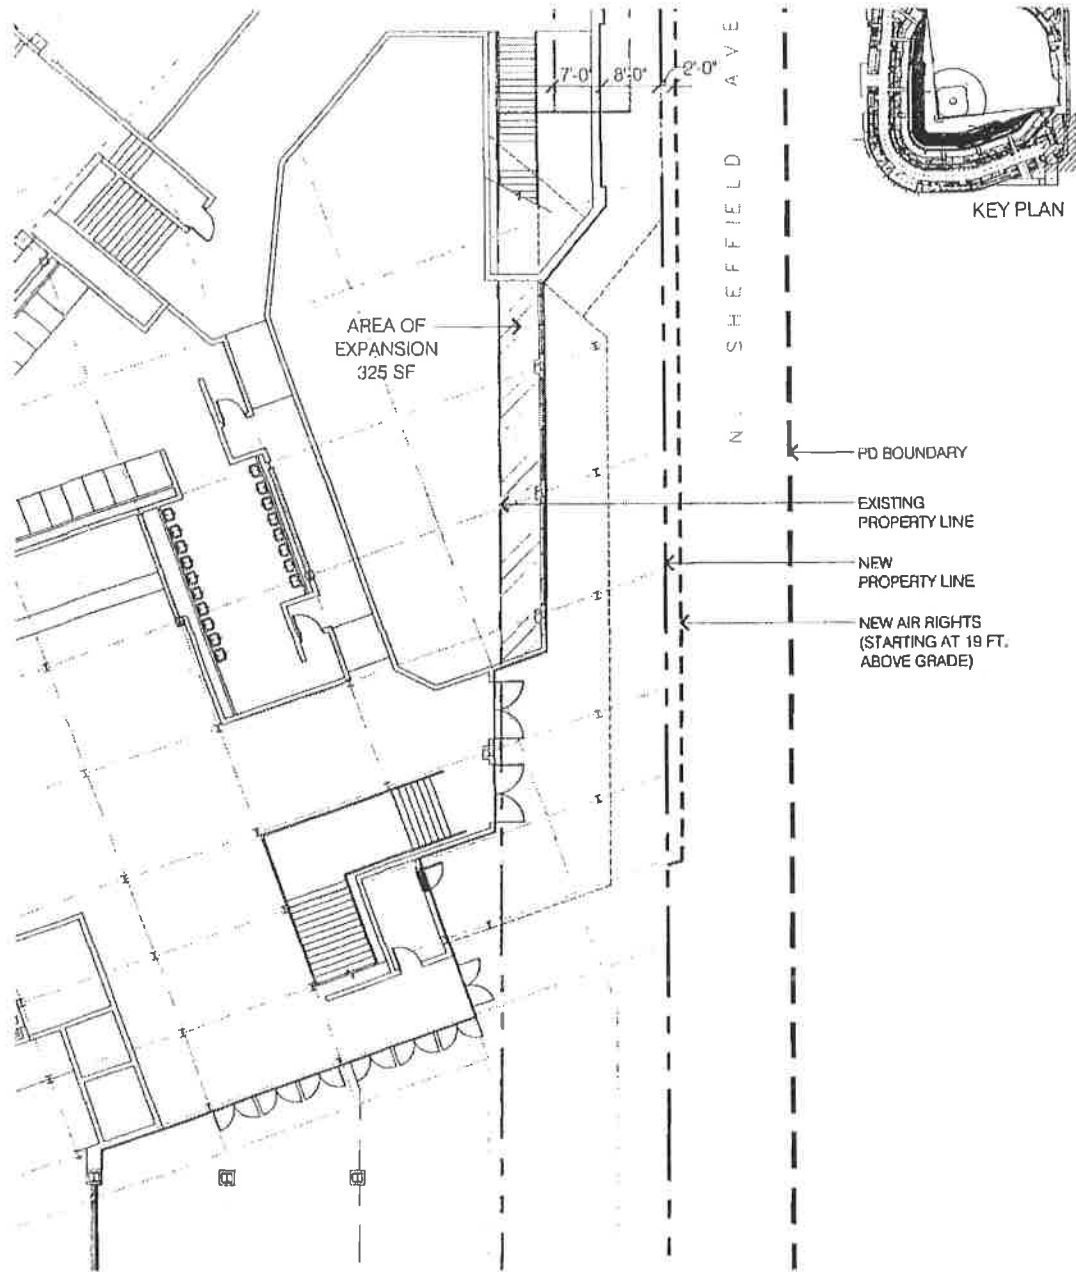 7'-0" 8'-0" 2'-0"
N. SHEFFIELD AVE
KEY PLAN
AREA OF
EXPANSION
325 SF
PD BOUNDARY
EXISTING
PROPERTY LINE
NEW
PROPERTY LINE
NEW AIR RIGHTS
(STARTING AT 19 FT.
ABOVE GRADE)